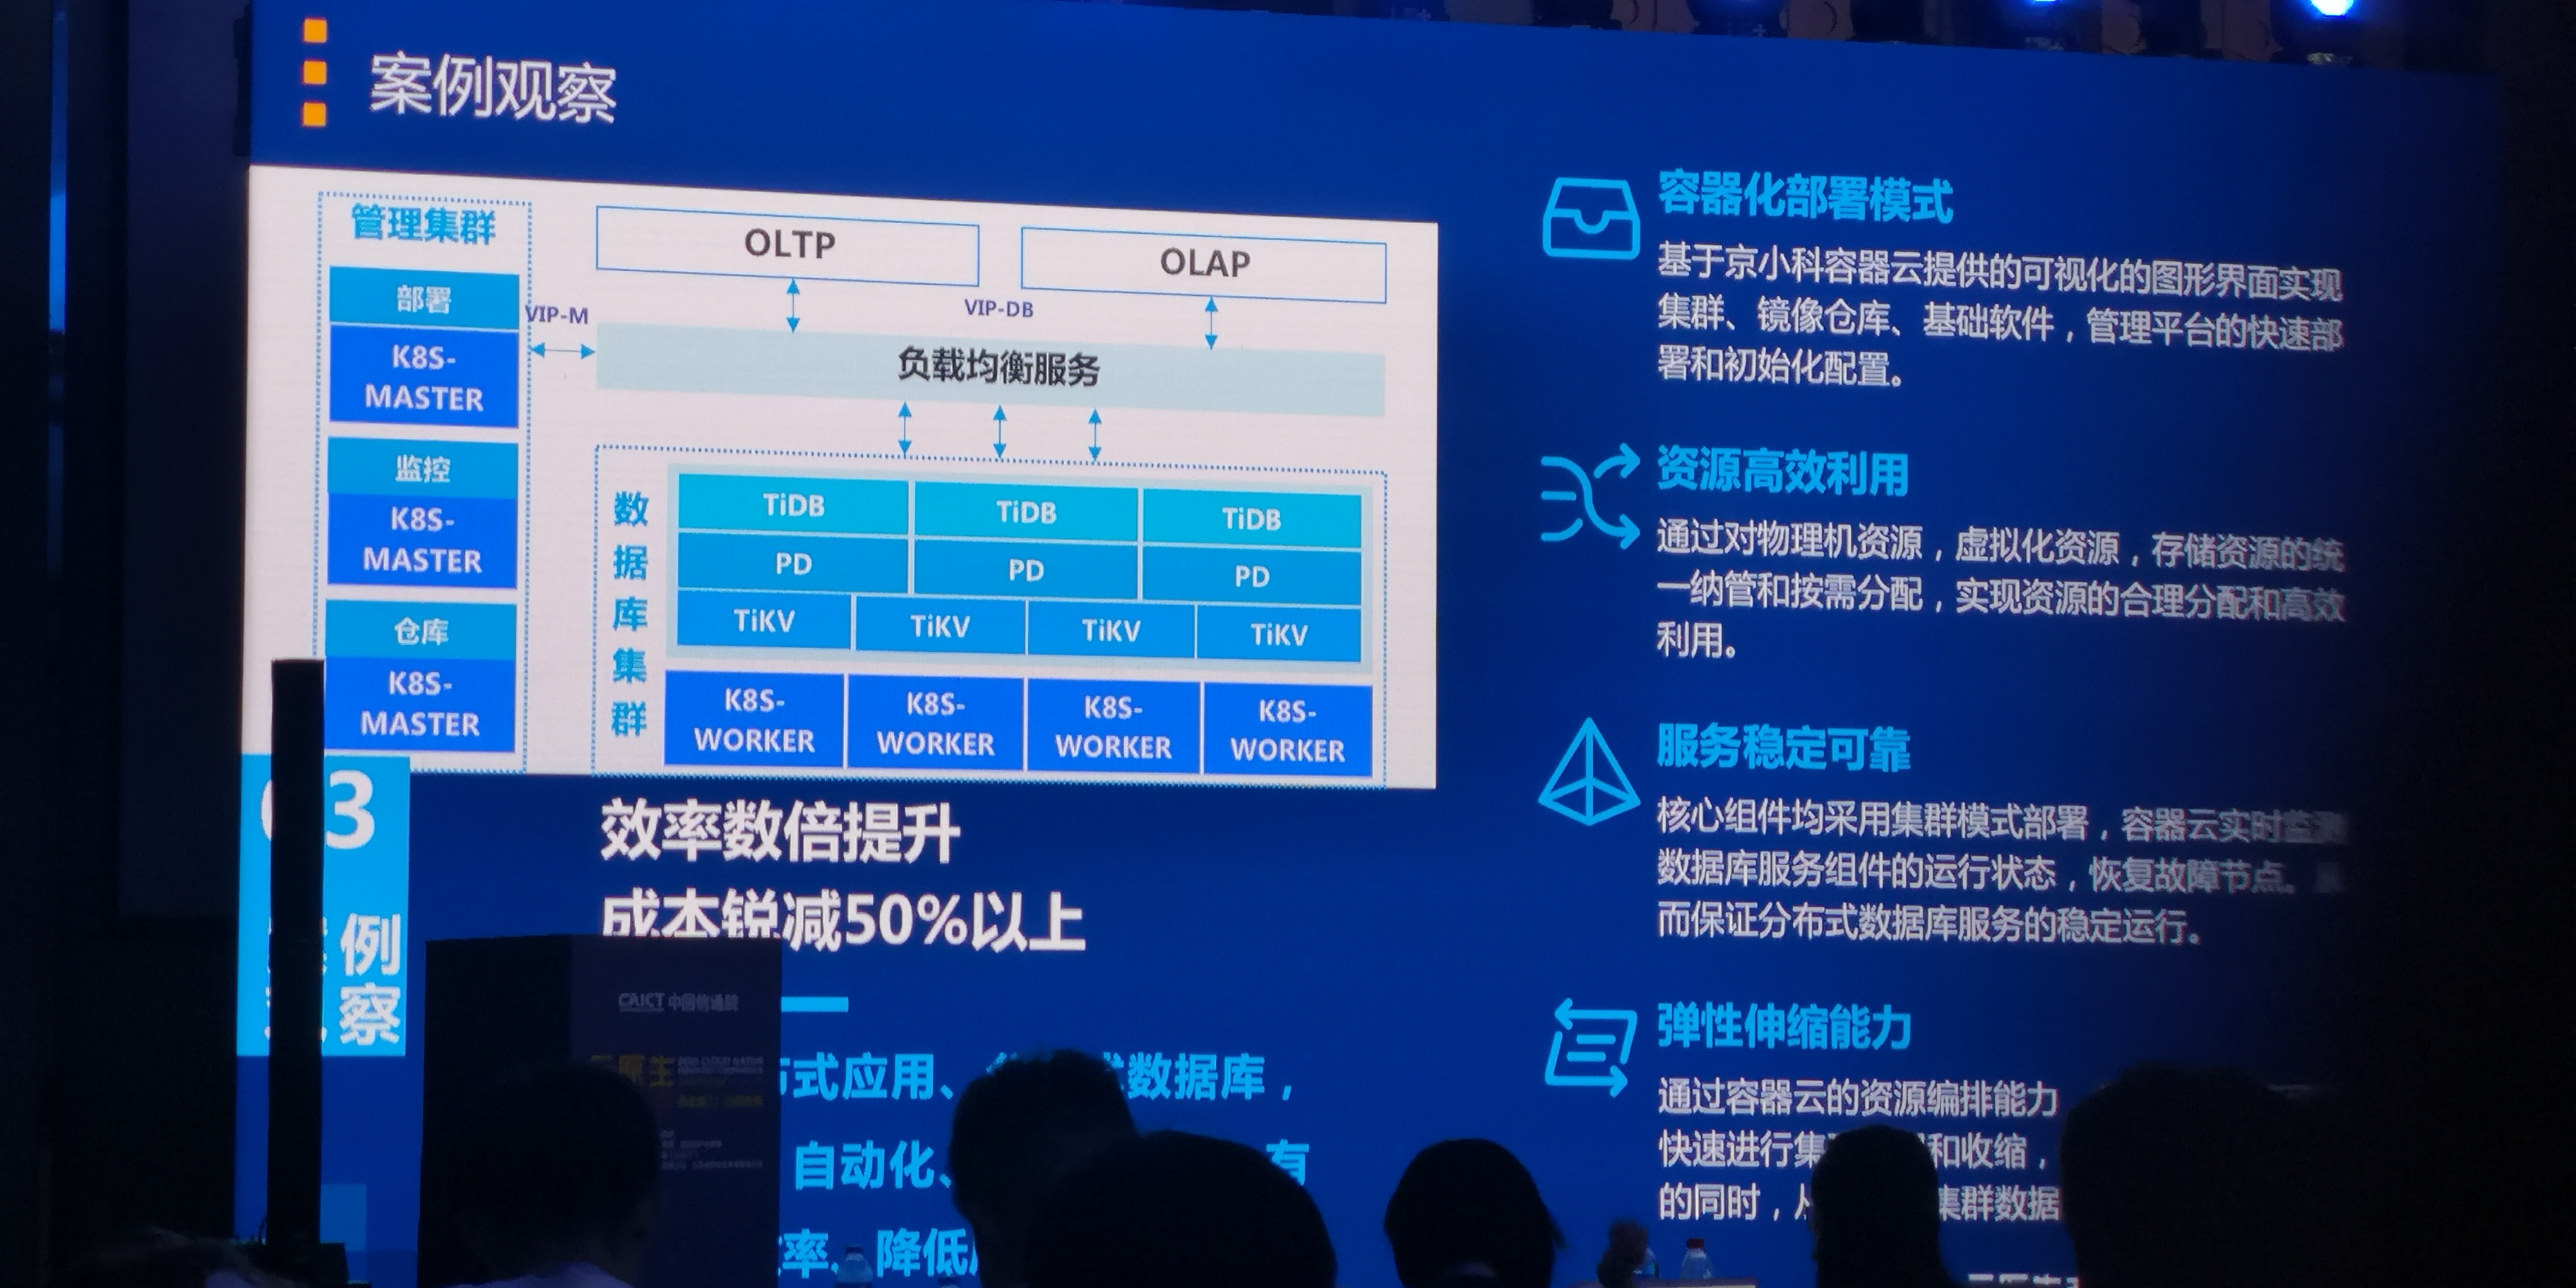 案例观察
管理集群
部署
K8S-
MASTER
监控
K8S-
MASTER
仓库
K8S-
MASTER
VIP-M
OLTP
OLAP
VIP-DB
负载均衡服务
数据库集群
TiDB TiDB TiDB
PD PD PD
TiKV TiKV TiKV TiKV
K8S-
WORKER
K8S-
WORKER
K8S-
WORKER
K8S-
WORKER
3
例
察
效率数倍提升
成本锐减50%以上
CAICT 中国信通院
式应用、 数据库，
自动化、 有
率、降低
容器化部署模式
基于京小科容器云提供的可视化的图形界面实现
集群、镜像仓库、基础软件，管理平台的快速部
署和初始化配置。
资源高效利用
通过对物理机资源，虚拟化资源，存储资源的统
一纳管和按需分配，实现资源的合理分配和高效
利用。
服务稳定可靠
核心组件均采用集群模式部署，容器云实时监测
数据库服务组件的运行状态，恢复故障节点。
而保证分布式数据库服务的稳定运行。
弹性伸缩能力
通过容器云的资源编排能力
快速进行集 和收缩，
的同时， 集群数据